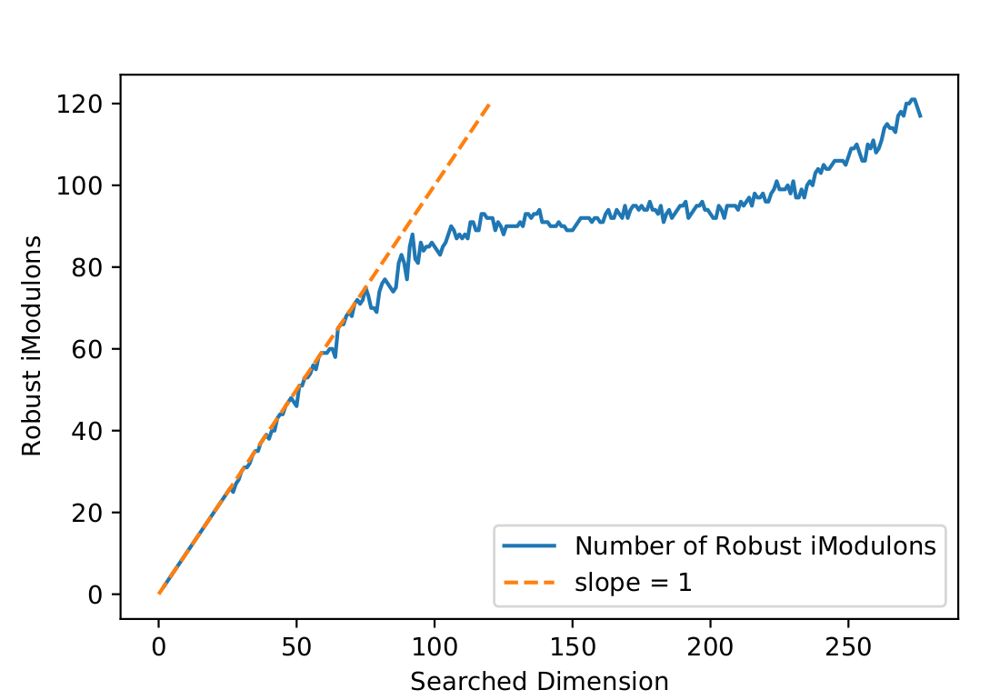 120
100
80
60
40
20
0
Robust iModulons
Number of Robust iModulons
slope = 1
0 50 100 150 200 250
Searched Dimension